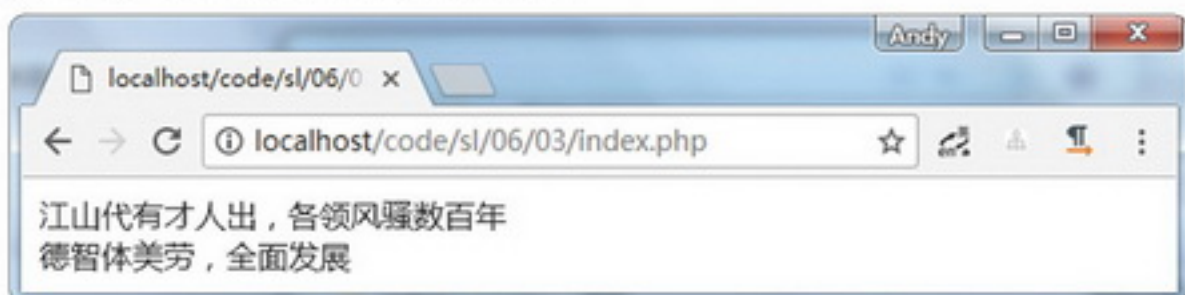 Andy
localhost/code/sl/06/0
localhost/code/sl/06/03/index.php
江山代有才人出，各领风骚数百年
德智体美劳，全面发展